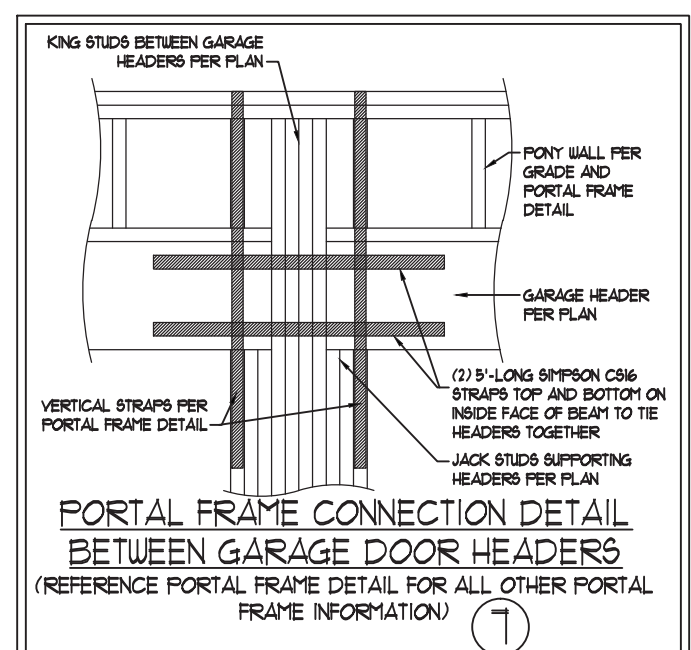 KING STUDS BETWEEN GARAGE
HEADERS PER PLAN
PONY WALL PER
GRADE AND
PORTAL FRAME
DETAIL
GARAGE HEADER
PER PLAN
(2) 5'-LONG SIMPSON CS16
STRAPS TOP AND BOTTOM ON
INSIDE FACE OF BEAM TO TIE
HEADERS TOGETHER
VERTICAL STRAPS PER
PORTAL FRAME DETAIL
JACK STUDS SUPPORTING
HEADERS PER PLAN
PORTAL FRAME CONNECTION DETAIL
BETWEEN GARAGE DOOR HEADERS
(REFERENCE PORTAL FRAME DETAIL FOR ALL OTHER PORTAL
FRAME INFORMATION)
7